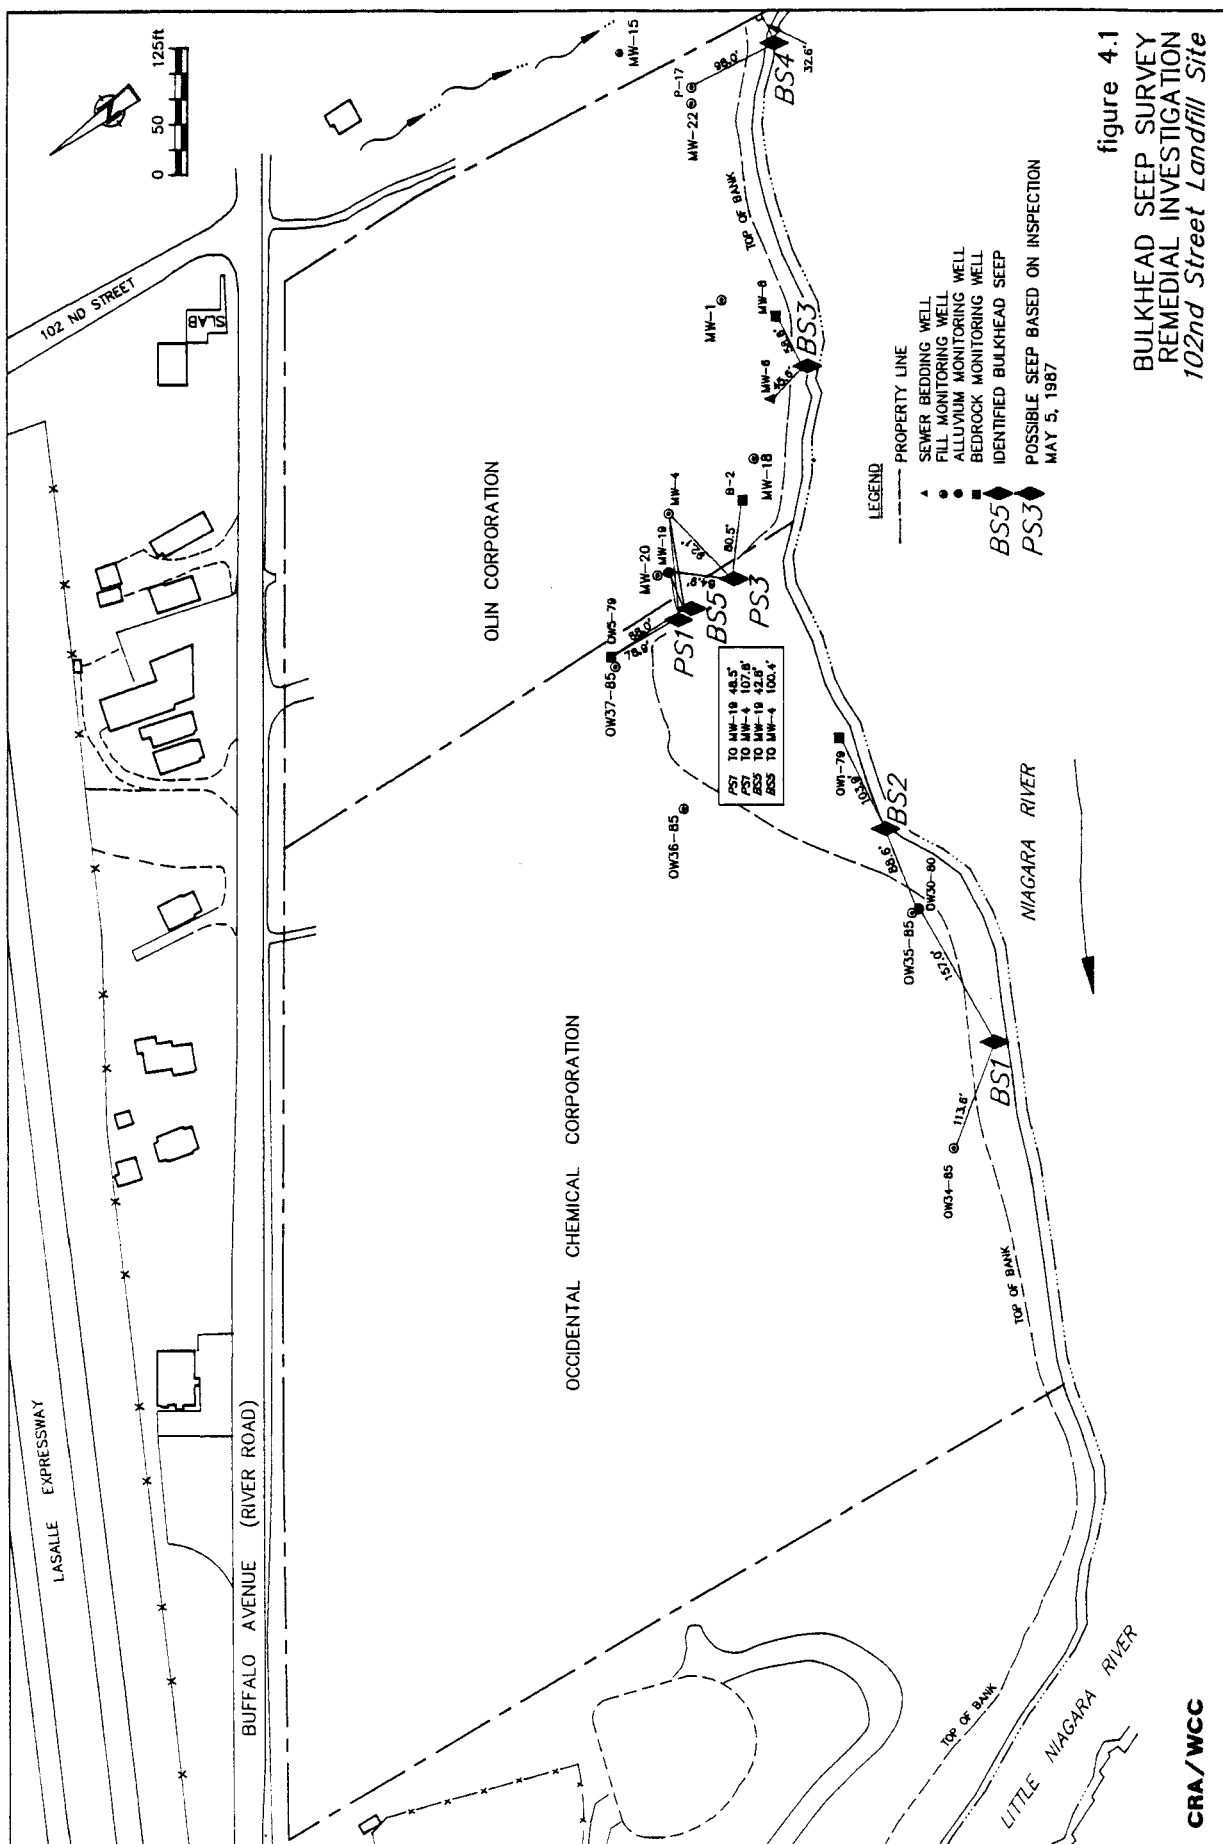 LASALLE EXPRESSWAY
BUFFALO AVENUE (RIVER ROAD)
102 ND STREET
SLAB
N
0 50 125ft
OLIN CORPORATION
OCCIDENTAL CHEMICAL CORPORATION
MW-15
P-17
MW-22
98.0'
32.6'
BS4
TOP OF BANK
MW-1
MW-8
BS3
MW-6
MW-18
B-2
80.5'
MW-4
MW-19
MW-20
PS3
BS5
PS1
OW5-79
88.0'
78.9'
OW37-85
PS1 TO MW-19 48.5'
PS1 TO MW-4 107.8'
BS5 TO MW-19 42.8'
BS5 TO MW-4 100.4'
OW36-85
OW1-79
103.9'
BS2
88.6'
OW30-80
OW35-85
157.0'
BS1
113.8'
OW34-85
TOP OF BANK
TOP OF BANK
NIAGARA RIVER
LITTLE NIAGARA RIVER
LEGEND
PROPERTY LINE
SEWER BEDDING WELL
FILL MONITORING WELL
ALLUVIUM MONITORING WELL
BEDROCK MONITORING WELL
BS5 IDENTIFIED BULKHEAD SEEP
PS3 POSSIBLE SEEP BASED ON INSPECTION
MAY 5, 1987
figure 4.1
BULKHEAD SEEP SURVEY
REMEDIAL INVESTIGATION
102nd Street Landfill Site
CRA/WCC